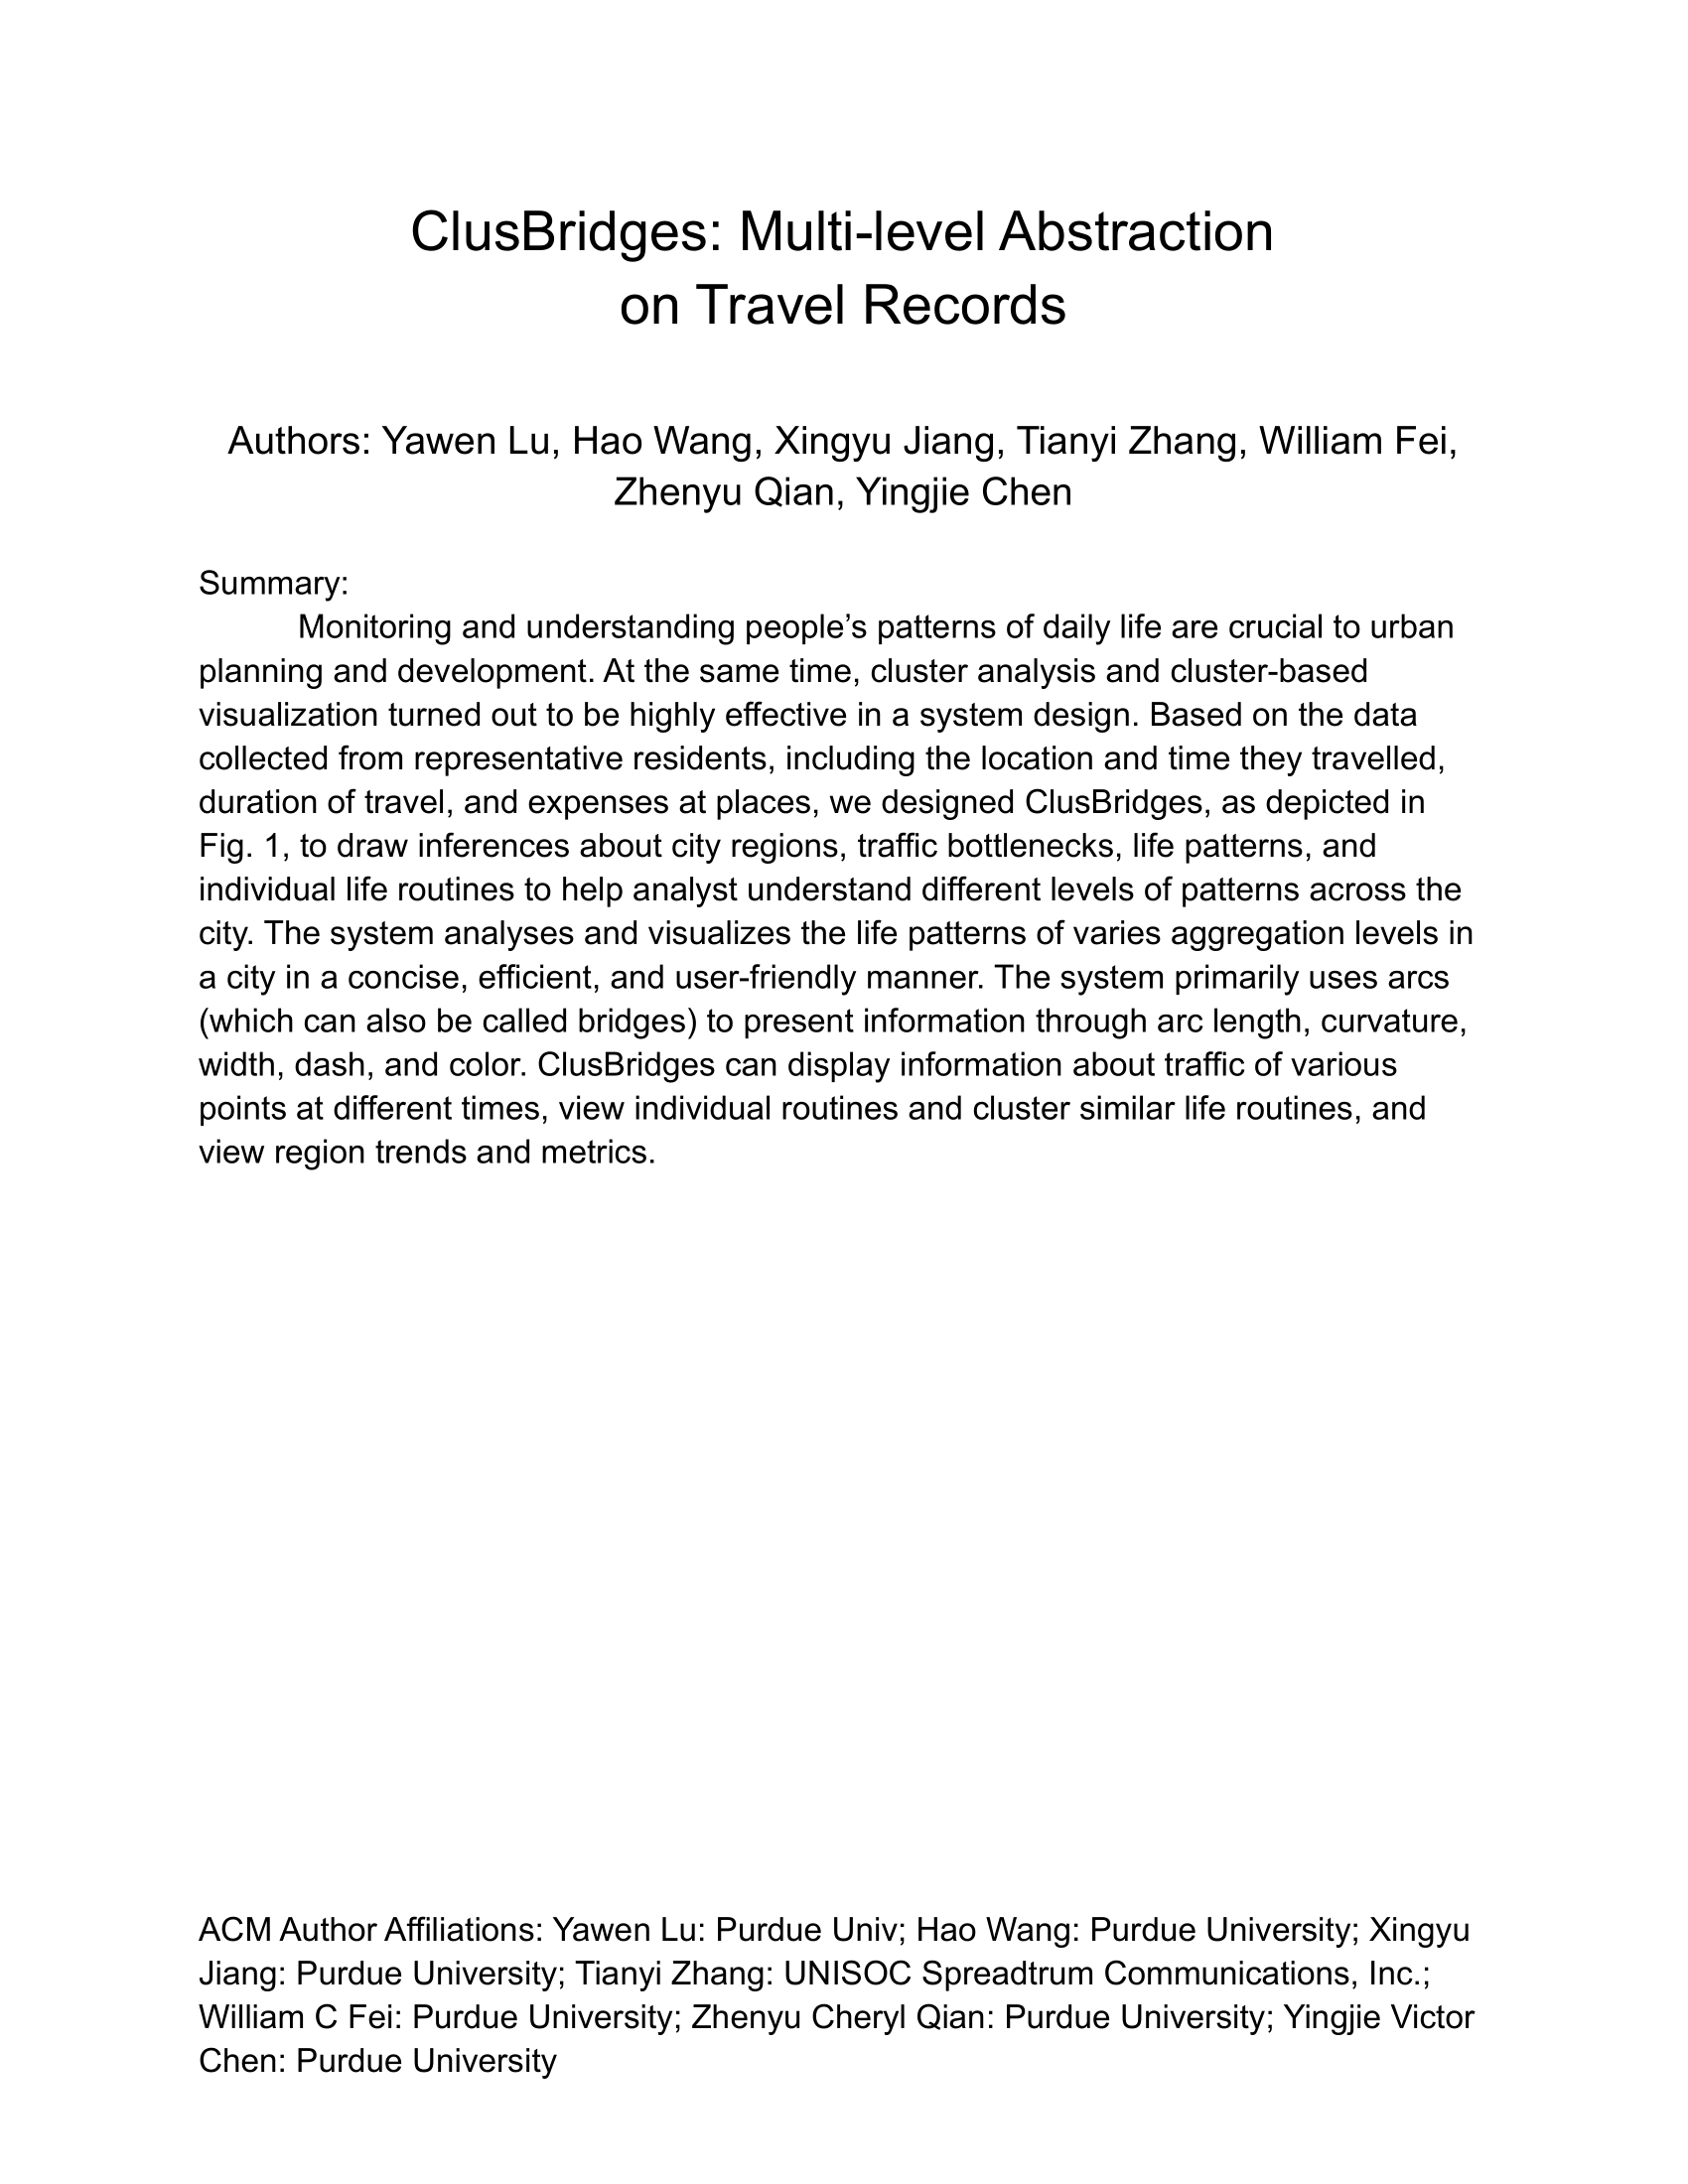 ClusBridges: Multi-level Abstraction
on Travel Records
Authors: Yawen Lu, Hao Wang, Xingyu Jiang, Tianyi Zhang, William Fei,
Zhenyu Qian, Yingjie Chen
Summary:
Monitoring and understanding people’s patterns of daily life are crucial to urban
planning and development. At the same time, cluster analysis and cluster-based
visualization turned out to be highly effective in a system design. Based on the data
collected from representative residents, including the location and time they travelled,
duration of travel, and expenses at places, we designed ClusBridges, as depicted in
Fig. 1, to draw inferences about city regions, traffic bottlenecks, life patterns, and
individual life routines to help analyst understand different levels of patterns across the
city. The system analyses and visualizes the life patterns of varies aggregation levels in
a city in a concise, efficient, and user-friendly manner. The system primarily uses arcs
(which can also be called bridges) to present information through arc length, curvature,
width, dash, and color. ClusBridges can display information about traffic of various
points at different times, view individual routines and cluster similar life routines, and
view region trends and metrics.
ACM Author Affiliations: Yawen Lu: Purdue Univ; Hao Wang: Purdue University; Xingyu
Jiang: Purdue University; Tianyi Zhang: UNISOC Spreadtrum Communications, Inc.;
William C Fei: Purdue University; Zhenyu Cheryl Qian: Purdue University; Yingjie Victor
Chen: Purdue University